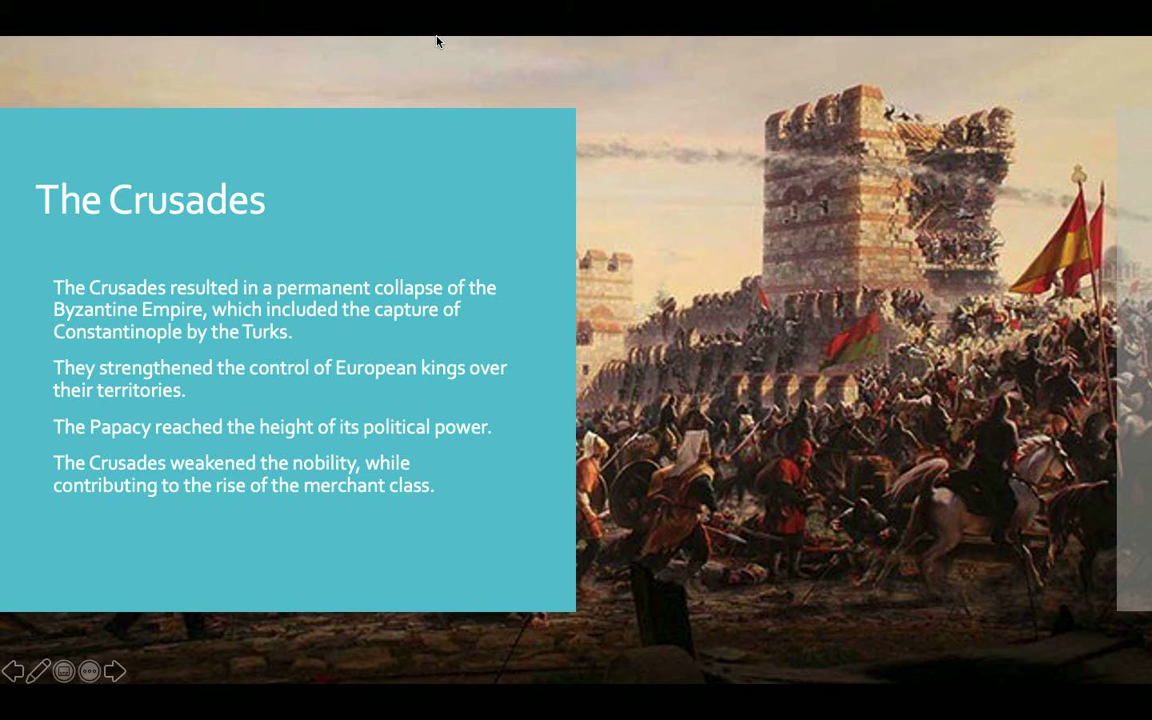 The Crusades
The Crusades resulted in a permanent collapse of the
Byzantine Empire, which included the capture of
Constantinople by the Turks.
They strengthened the control of European kings over
their territories.
The Papacy reached the height of its political power.
The Crusades weakened the nobility, while
contributing to the rise of the merchant class.